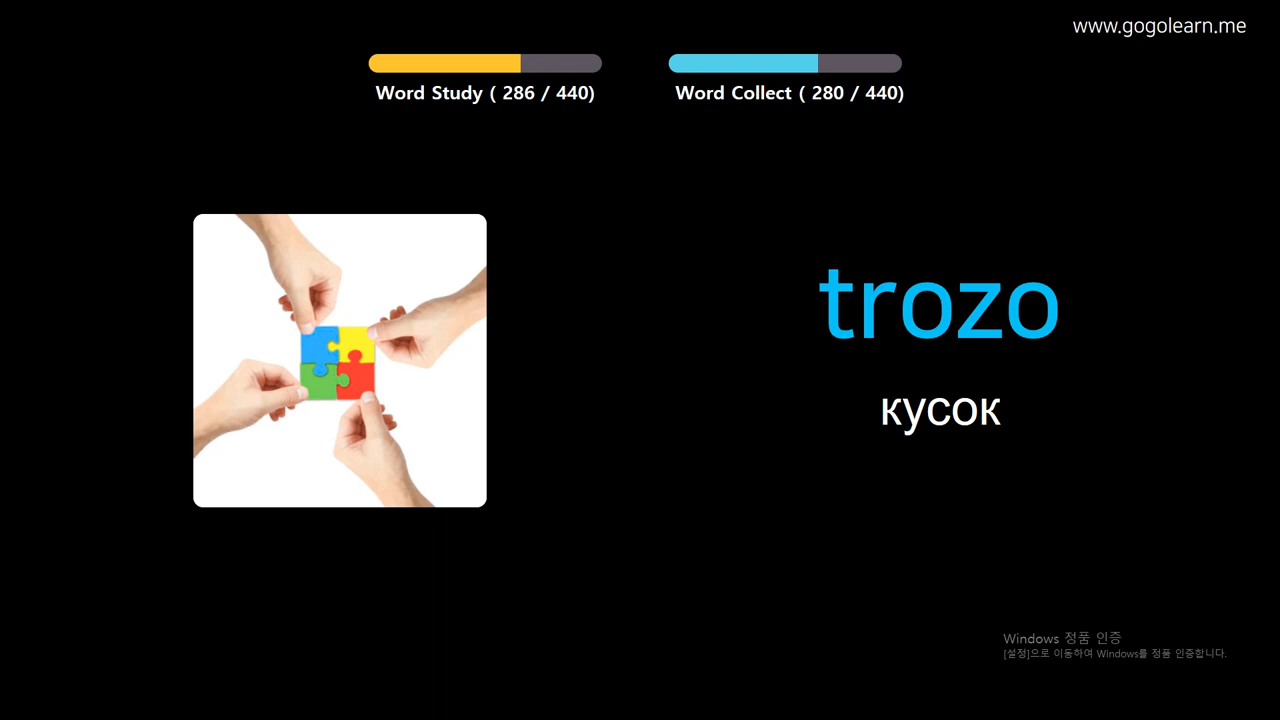 www.gogolearn.me
Word Study ( 286 / 440)
Word Collect ( 280 / 440)
trozo
кусок
Windows 정품 인증
[설정]으로 이동하여 Windows를 정품 인증합니다.